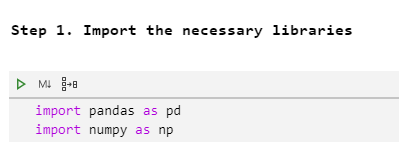 Step 1. Import the necessary libraries
M↓
import pandas as pd
import numpy as np